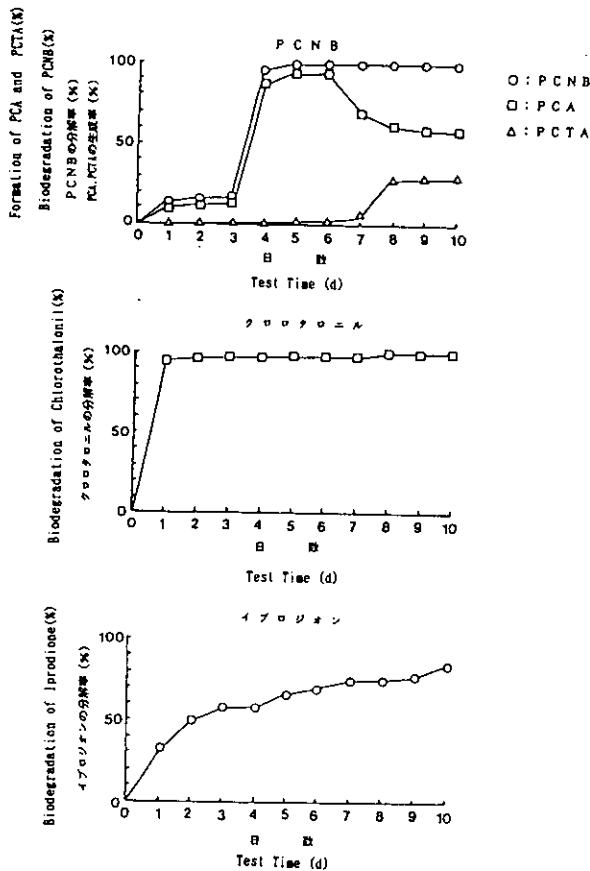 PCNB
Formation of PCA and PCTA(%)
Biodegradation of PCNB(%)
PCNBの分解率(%)
PCA,PCTAの生成率(%)
100
50
0
0 1 2 3 4 5 6 7 8 9 10
日 数
Test Time (d)
○:PCNB
□:PCA
△:PCTA
クロロタロニル
Biodegradation of Chlorothalonil(%)
クロロタロニルの分解率(%)
100
50
0
0 1 2 3 4 5 6 7 8 9 10
日 数
Test Time (d)
イプロジオン
Biodegradation of Iprodione(%)
イプロジオンの分解率(%)
100
50
0
0 1 2 3 4 5 6 7 8 9 10
日 数
Test Time (d)